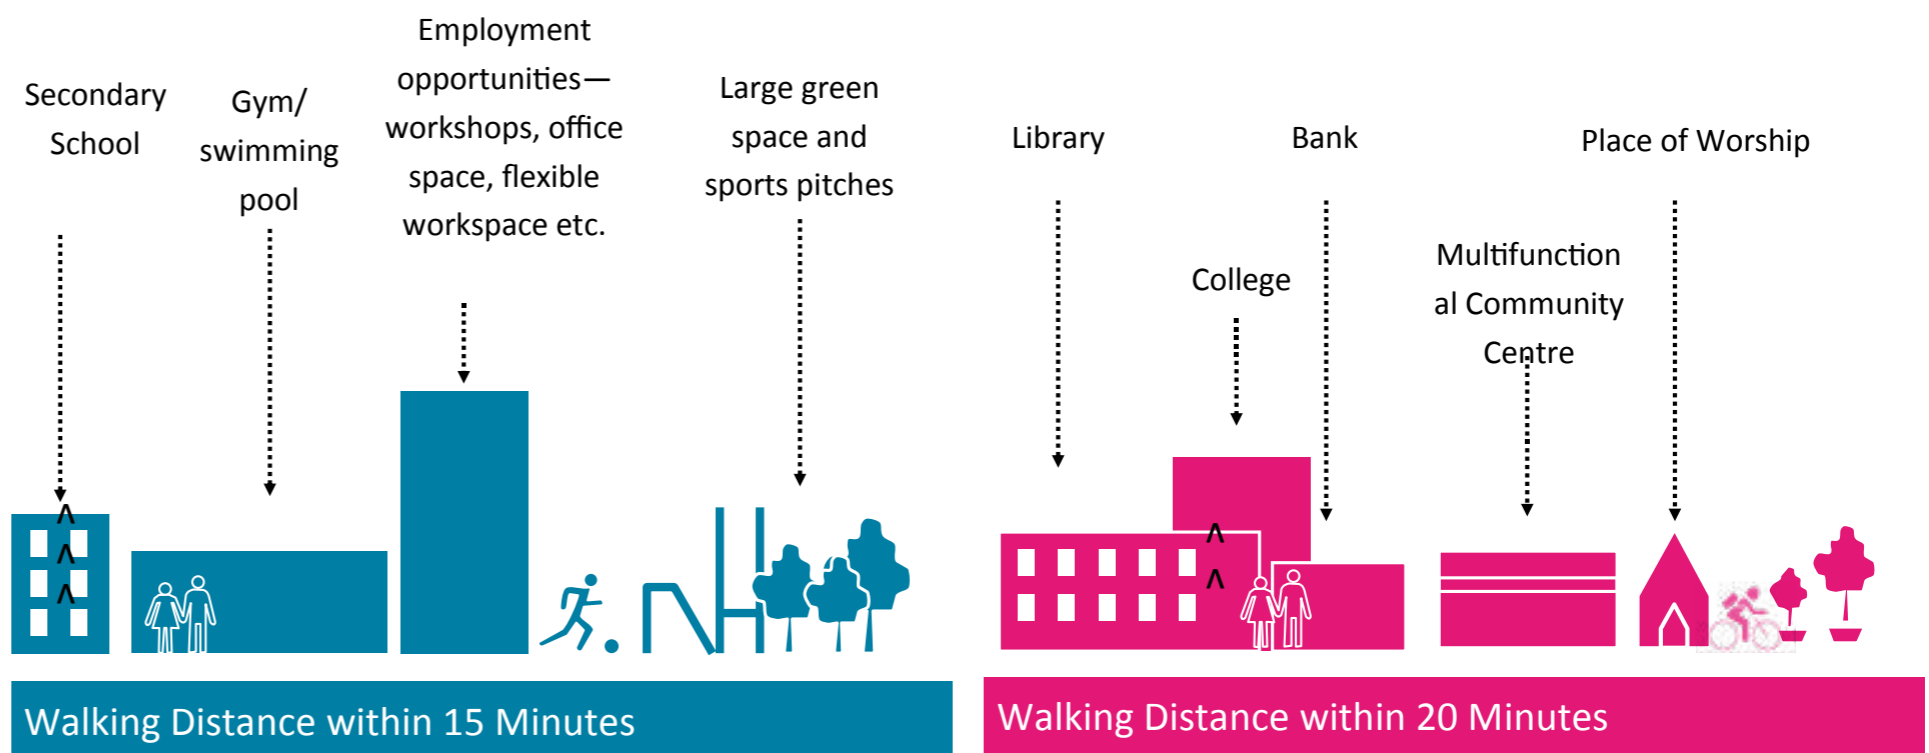 Secondary
School
Gym/
swimming
pool
Employment
opportunities—
workshops, office
space, flexible
workspace etc.
Large green
space and
sports pitches
Library
College
Bank
Multifunction
al Community
Centre
Place of Worship
Walking Distance within 15 Minutes
Walking Distance within 20 Minutes